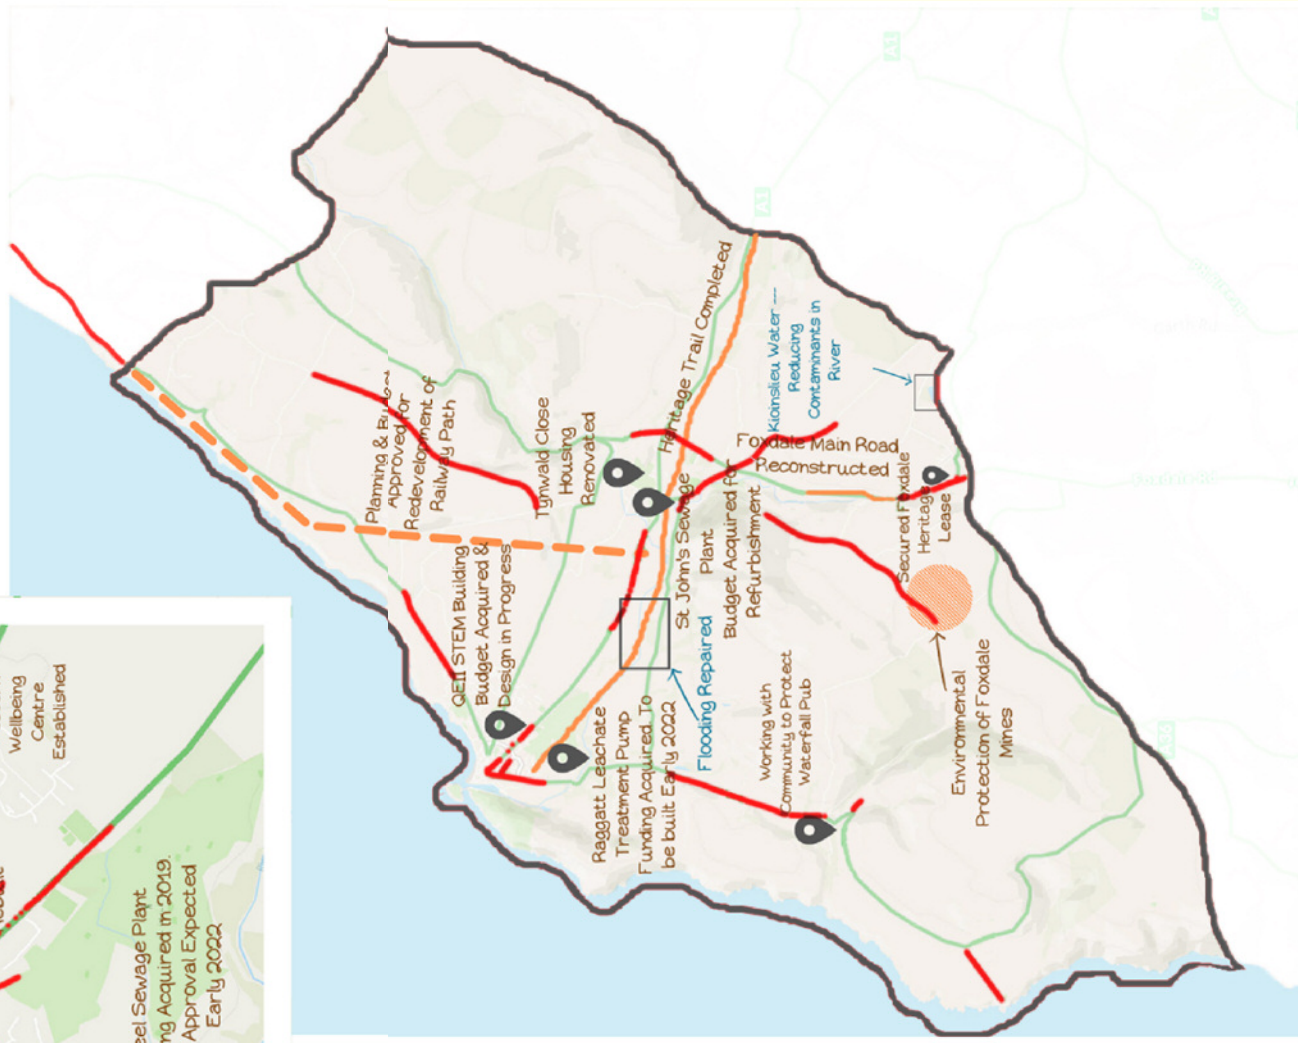 Wellbeing
Centre
Established
Sewage Plant
Acquired in 2019.
Approval Expected
Early 2022
Planning &
Approved for
Redevelopment of
Railway Path
Tynwald Close
Housing
Renovated
Heritage Trail Completed
Kioinslieu Water —
Reducing
Contaminants in
River
Foxdale Main Road
Reconstructed
Secured Foxdale
Heritage
Lease
QEII STEM Building
Budget Acquired &
Design in Progress
St John's Sewage
Plant
Budget Acquired for
Refurbishment
Flooding Repaired
Raggatt Leachate
Treatment Pump
Funding Acquired. To
be built Early 2022
Working with
Community to Protect
Waterfall Pub
Environmental
Protection of Foxdale
Mines
A1
A1